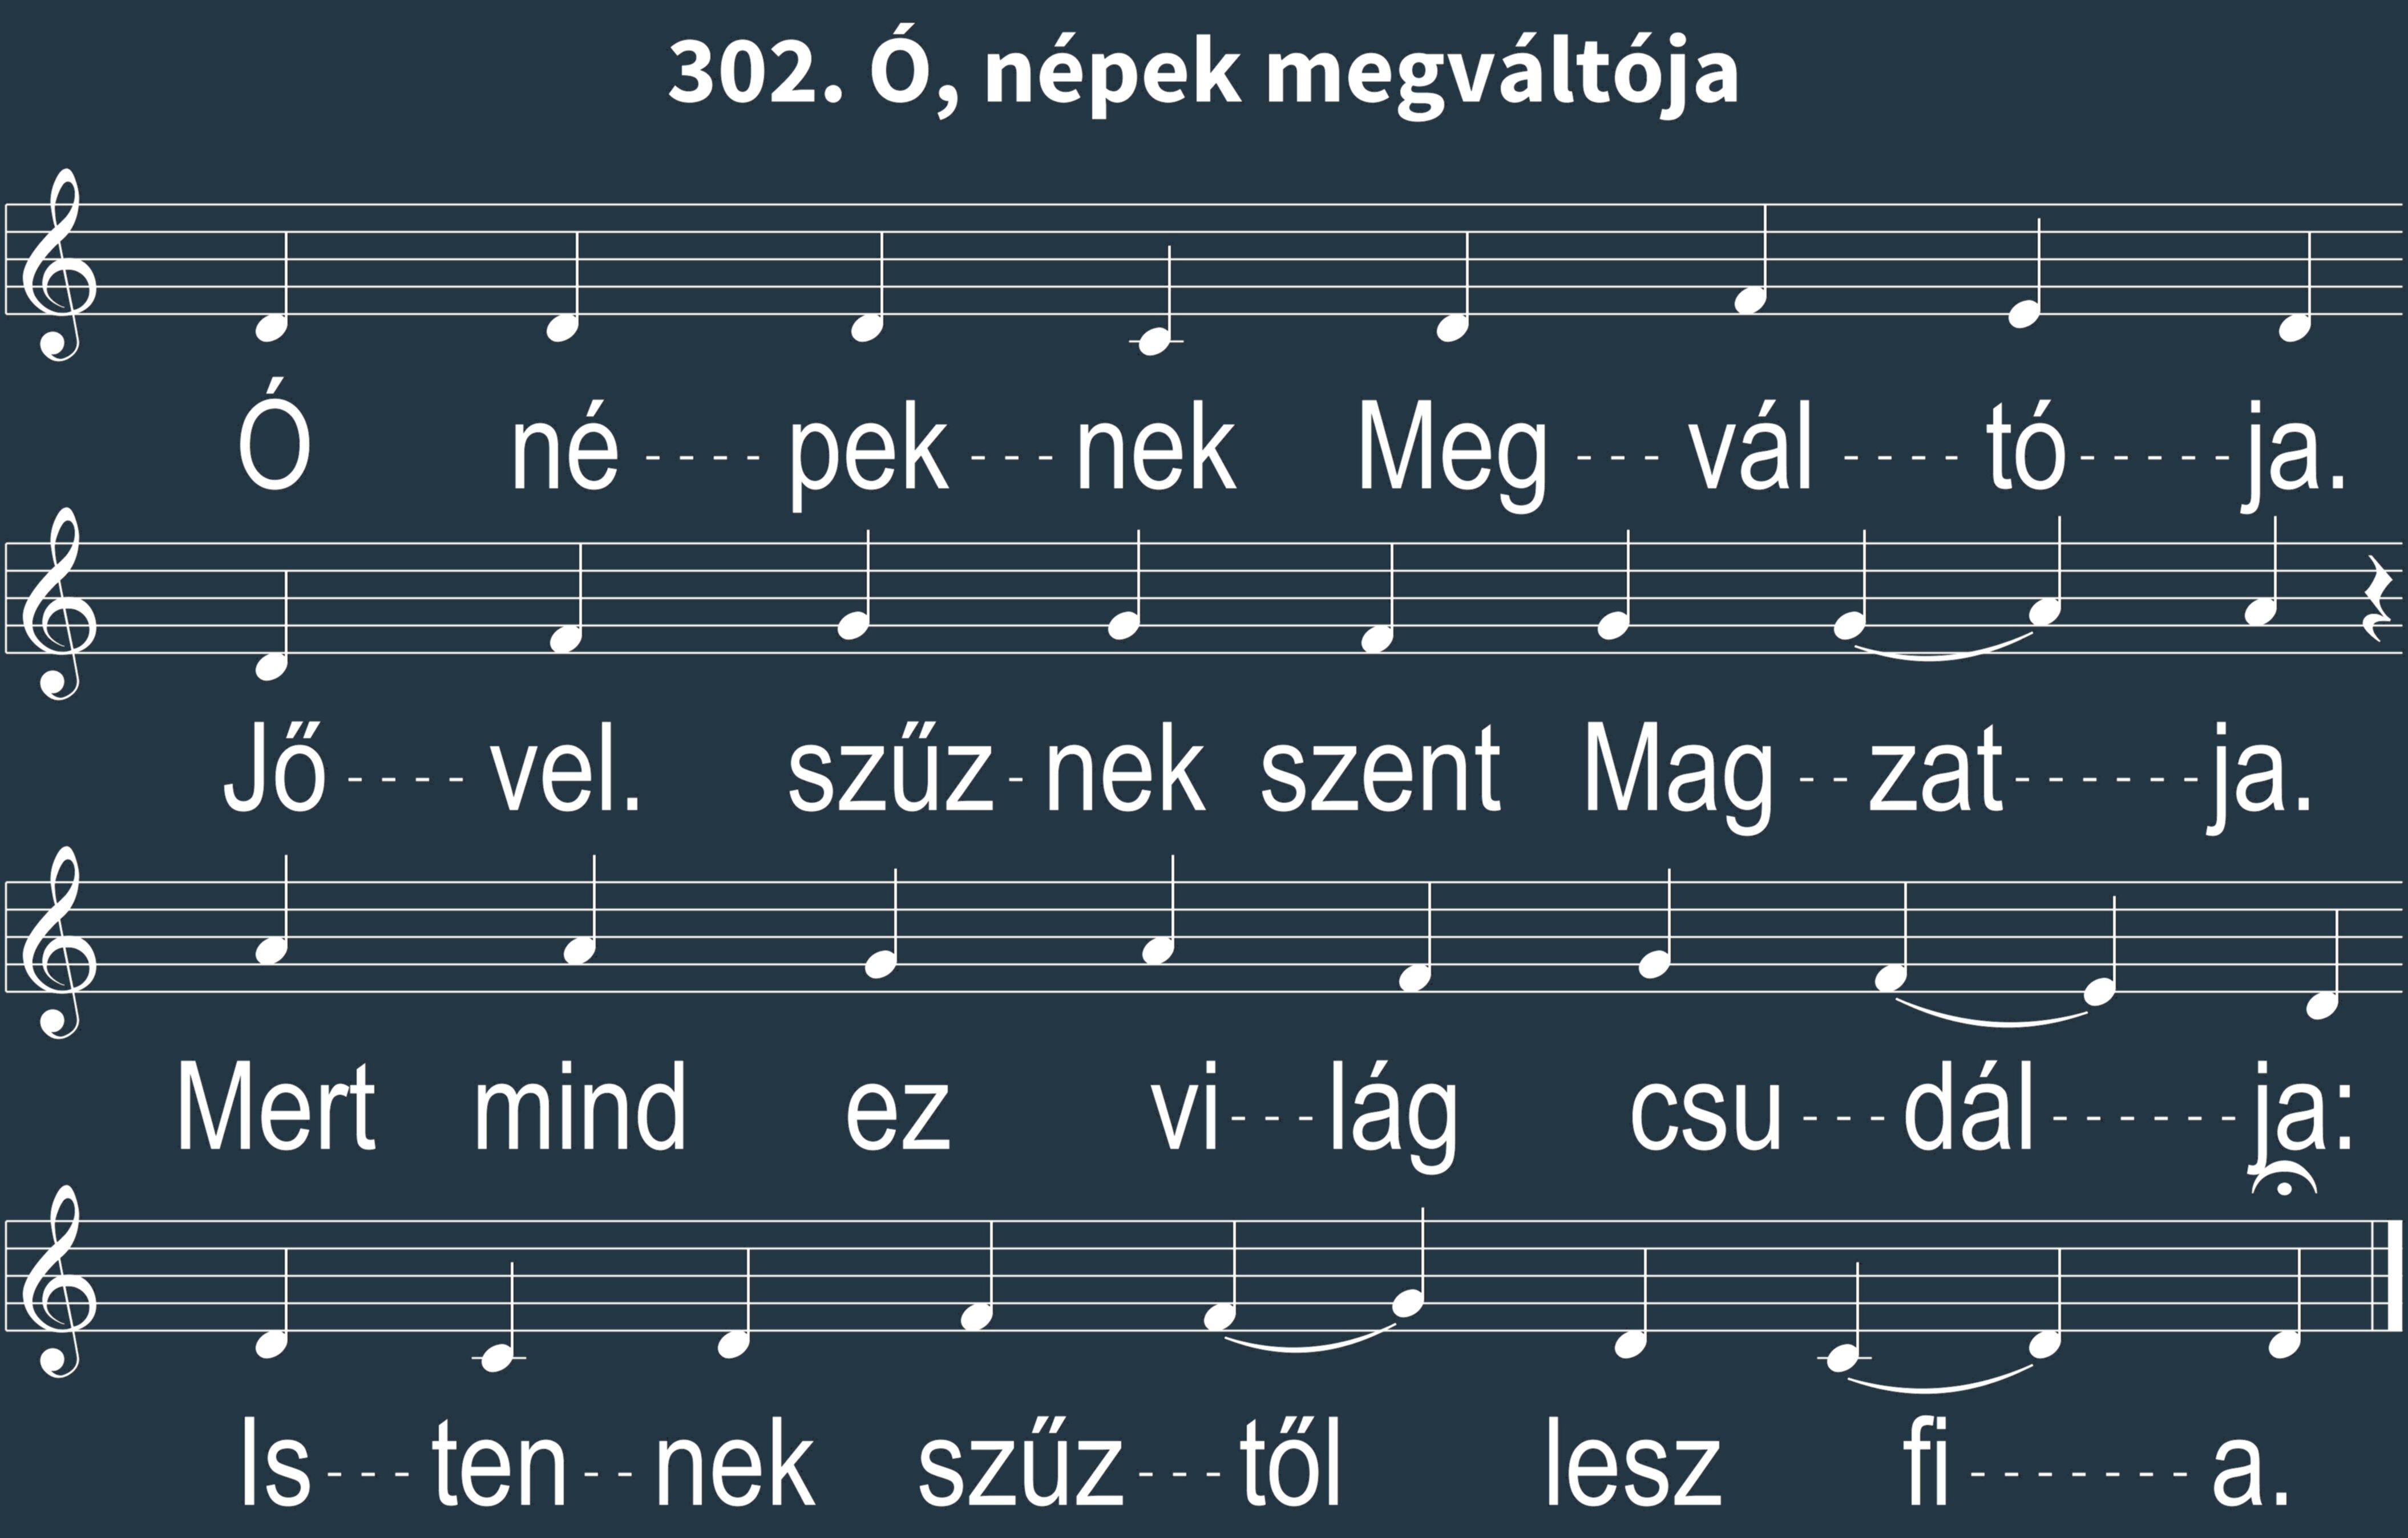 302. Ó, népek megváltója
Ó né----pek---nek Meg---vál----tó-----ja.
Jő----vel. szűz-nek szent Mag--zat------ja.
Mert mind ez vi---lág csu---dál------ja:
Is---ten--nek szűz---től lesz fi-------a.